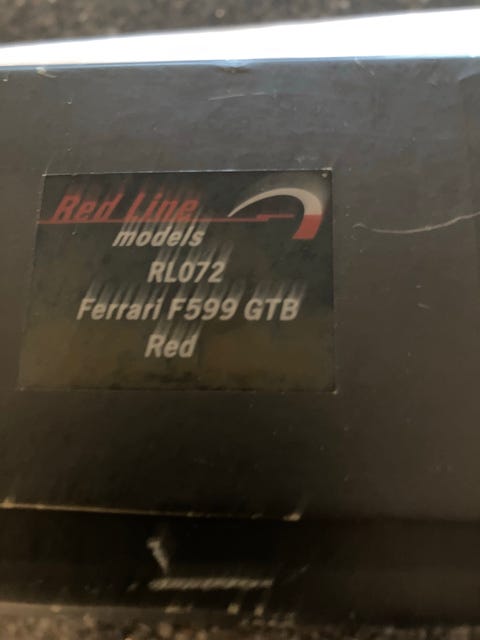 Red Line
models
RL072
Ferrari F599 GTB
Red